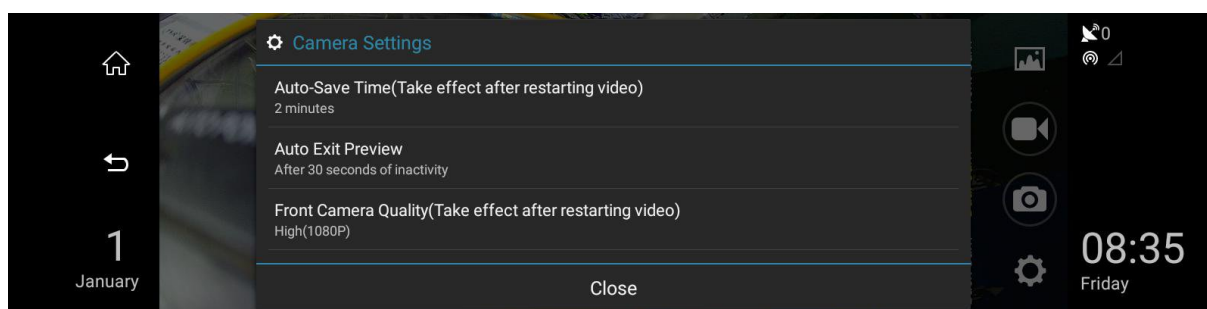 Camera Settings
Auto-Save Time(Take effect after restarting video)
2 minutes
Auto Exit Preview
After 30 seconds of inactivity
Front Camera Quality(Take effect after restarting video)
High(1080P)
Close
1
January
0
08:35
Friday